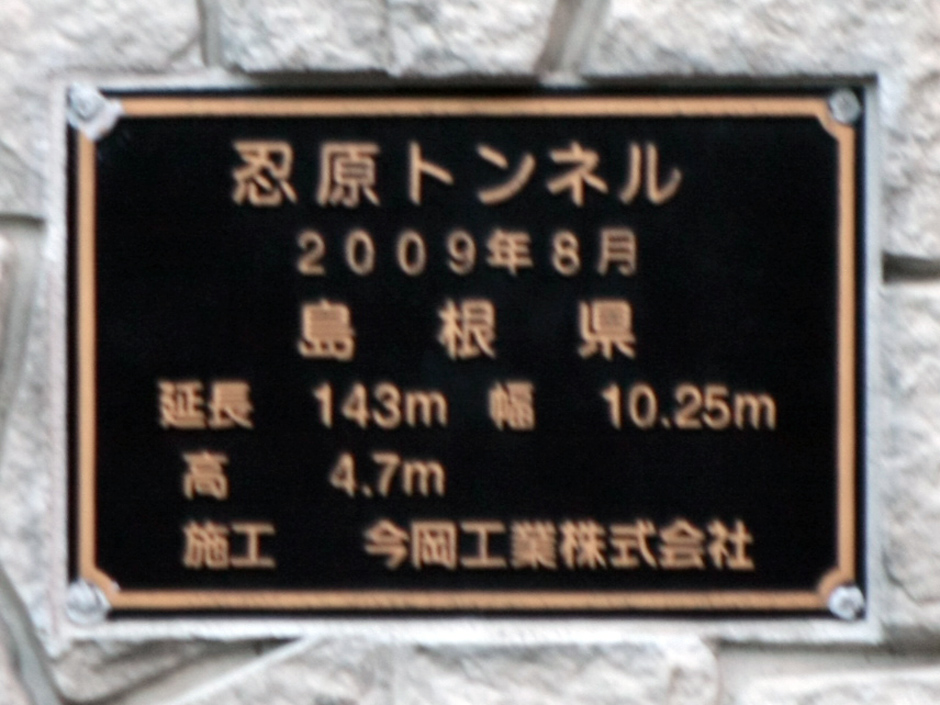 忍原トンネル
2009年8月
島根県
延長 143m 幅 10.25m
高 4.7m
施工 今岡工業株式会社